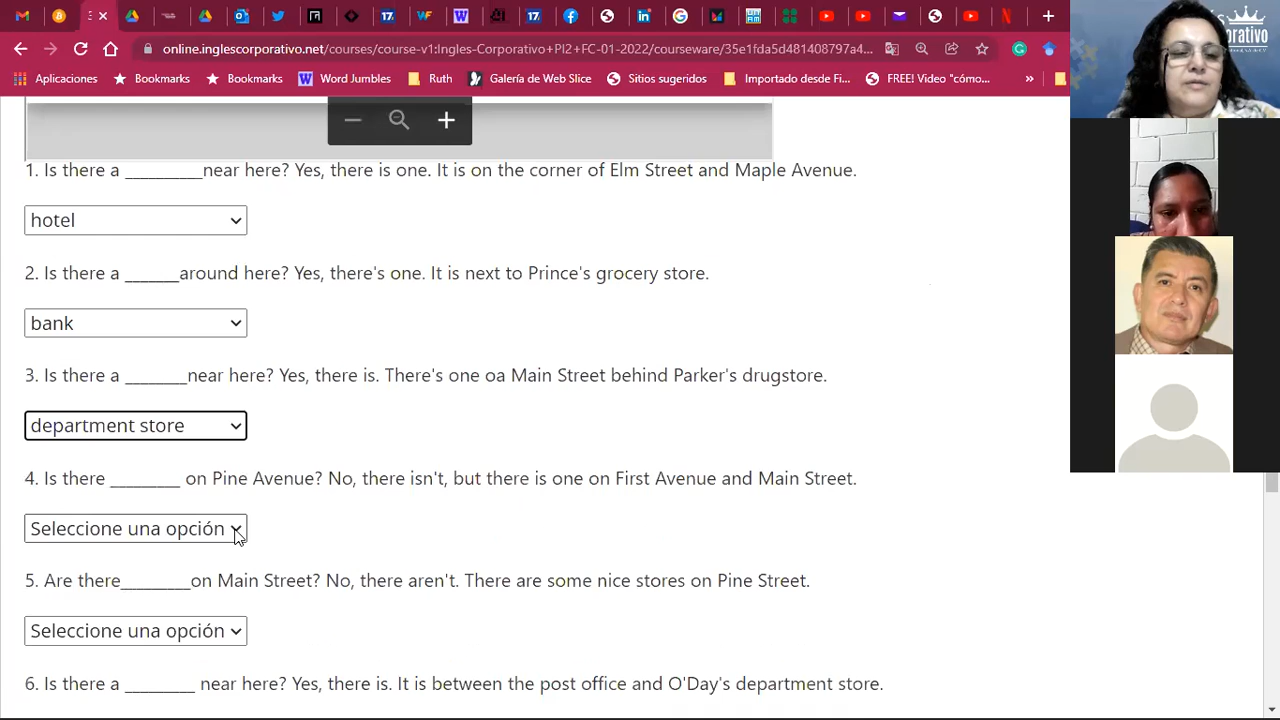 online.inglescorporativo.net/courses/course-v1:Ingles-Corporativo+PI2+FC-01-2022/courseware/35e1fda5d481408797a4...
Aplicaciones Bookmarks Bookmarks Word Jumbles Ruth Galería de Web Slice Sitios sugeridos Importado desde Fi... FREE! Video "cómo... »
1. Is there a __________near here? Yes, there is one. It is on the corner of Elm Street and Maple Avenue.
hotel
2. Is there a _______around here? Yes, there's one. It is next to Prince's grocery store.
bank
3. Is there a ________near here? Yes, there is. There's one oa Main Street behind Parker's drugstore.
department store
4. Is there _________ on Pine Avenue? No, there isn't, but there is one on First Avenue and Main Street.
Seleccione una opción
5. Are there_________on Main Street? No, there aren't. There are some nice stores on Pine Street.
Seleccione una opción
6. Is there a _________ near here? Yes, there is. It is between the post office and O'Day's department store.